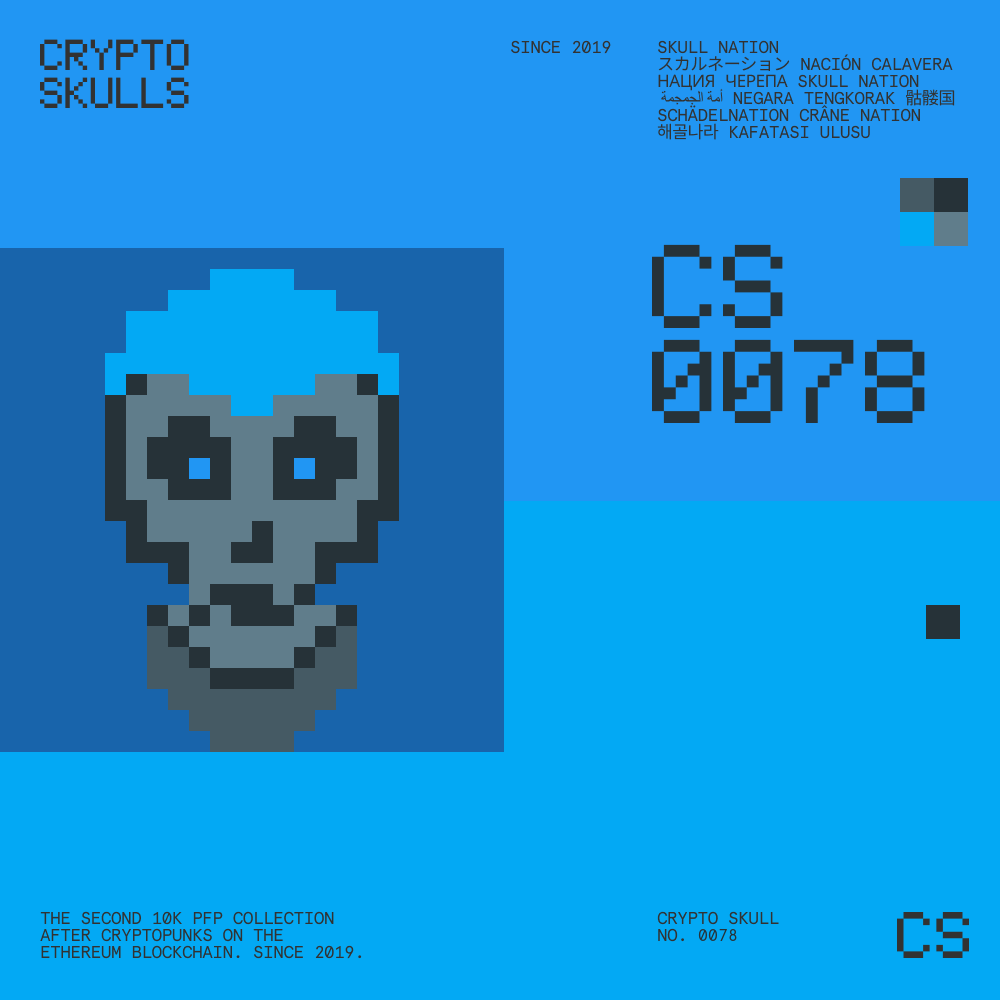 CRYPTO
SKULLS
SINCE 2019
SKULL NATION
スカルネーション NACIÓN CALAVERA
НАЦИЯ ЧЕРЕПА SKULL NATION
أمة الجمجمة NEGARA TENGKORAK 骷髅国
SCHÄDELNATION CRÂNE NATION
해골나라 KAFATASI ULUSU
CS
0078
THE SECOND 10K PFP COLLECTION
AFTER CRYPTOPUNKS ON THE
ETHEREUM BLOCKCHAIN. SINCE 2019.
CRYPTO SKULL
NO. 0078
CS